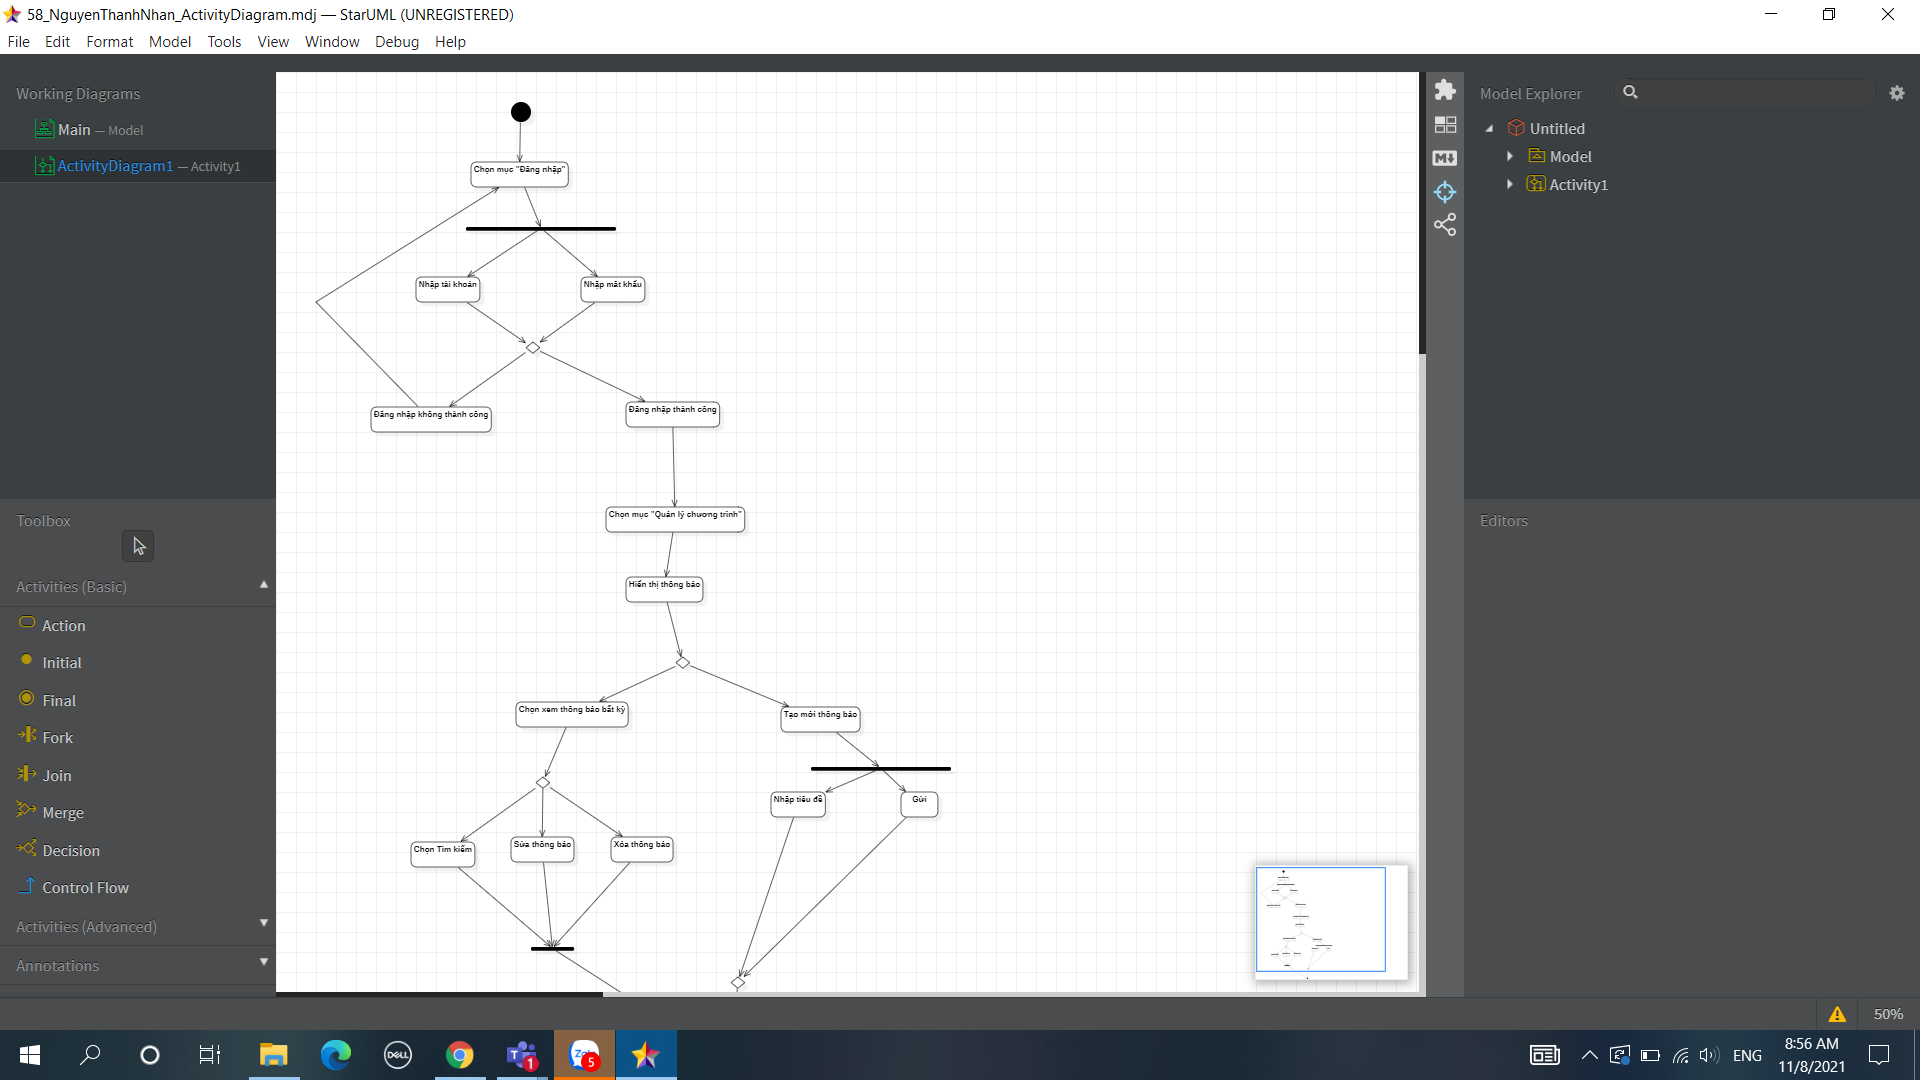 58_NguyenThanhNhan_ActivityDiagram.mdj — StarUML (UNREGISTERED)
File Edit Format Model Tools View Window Debug Help
Working Diagrams
Main — Model
ActivityDiagram1 — Activity1
Toolbox
Activities (Basic)
Action
Initial
Final
Fork
Join
Merge
Decision
Control Flow
Activities (Advanced)
Annotations
Chọn mục "Đăng nhập"
Nhập tài khoản
Nhập mât khẩu
Đăng nhập không thành công
Đăng nhập thành công
Chọn mục "Quản lý chương trình"
Hiển thị thông báo
Chọn xem thông báo bất kỳ
Tạo mới thông báo
Nhập tiêu đề
Gửi
Chọn Tìm kiếm
Sửa thông báo
Xóa thông báo
Model Explorer
Untitled
Model
Activity1
Editors
50%
DELL
1
5
ENG
8:56 AM
11/8/2021